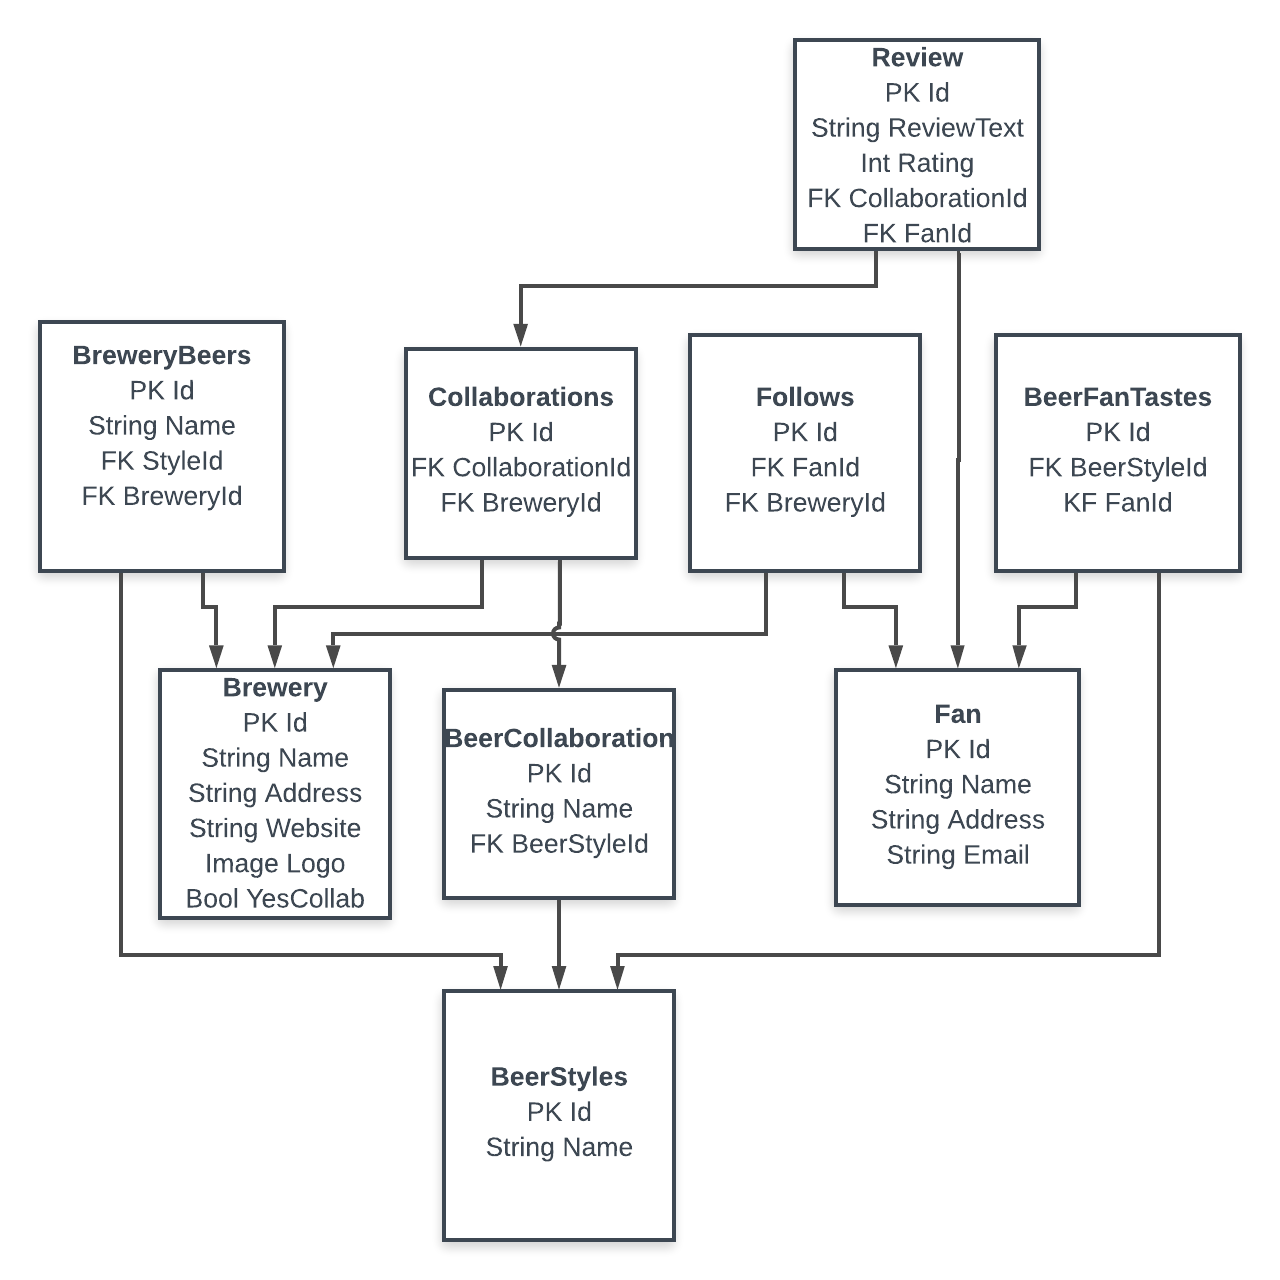 Review
PK Id
String ReviewText
Int Rating
FK CollaborationId
FK FanId
BreweryBeers
PK Id
String Name
FK StyleId
FK BreweryId
Collaborations
PK Id
FK CollaborationId
FK BreweryId
Follows
PK Id
FK FanId
FK BreweryId
BeerFanTastes
PK Id
FK BeerStyleId
KF FanId
Brewery
PK Id
String Name
String Address
String Website
Image Logo
Bool YesCollab
BeerCollaboration
PK Id
String Name
FK BeerStyleId
Fan
PK Id
String Name
String Address
String Email
BeerStyles
PK Id
String Name